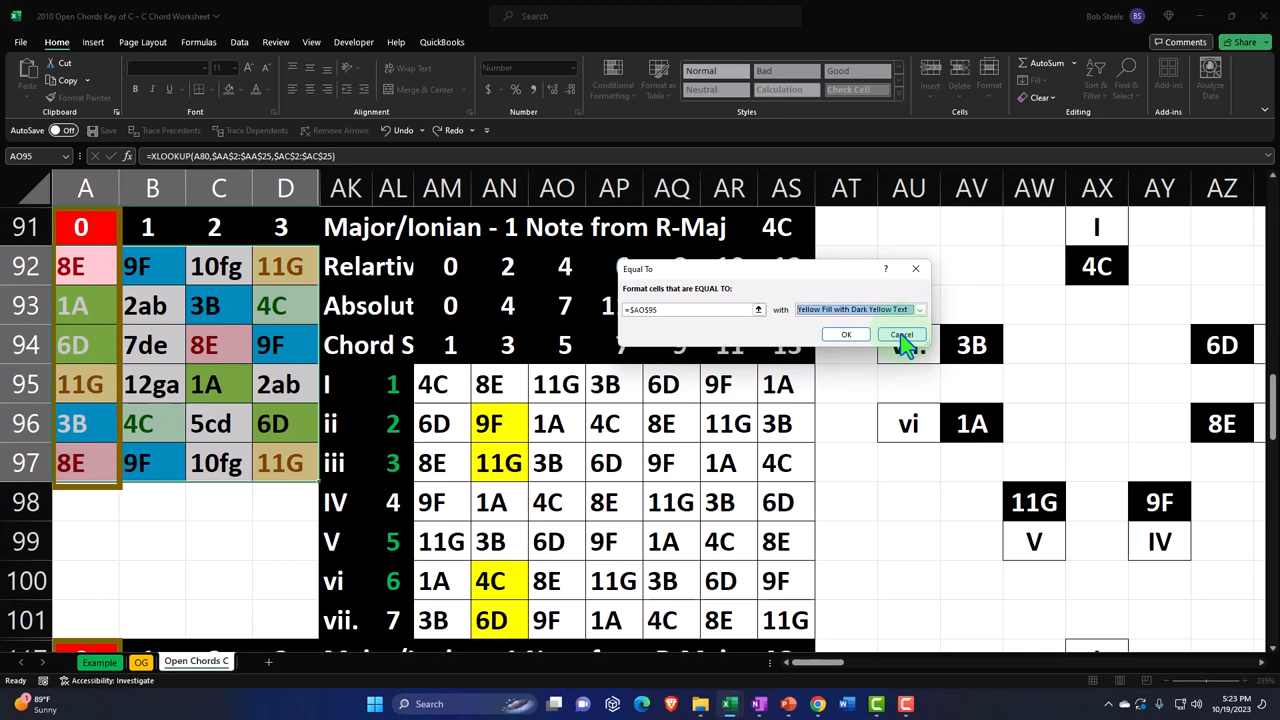 2010 Open Chords Key of C – C Chord Worksheet
Search
Bob Steele BS
File Home Insert Page Layout Formulas Data Review View Developer Automate Help QuickBooks
Comments Share
Cut
Copy
Format Painter
Paste
Clipboard
Font
Wrap Text
Merge & Center
Alignment
Number
Number
Conditional Formatting
Format as Table
Normal Bad Good
Neutral Calculation Check Cell
Styles
Insert Delete Format
Cells
AutoSum
Fill
Clear
Sort & Filter
Find & Select
Editing
Add-ins
Add-ins
Analyze Data
AutoSave Off Save Trace Precedents Trace Dependents Remove Arrows Undo Redo
AO95 fx =XLOOKUP(A80,$AA$2:$AA$25,$AC$2:$AC$25)
A B C D AK AL AM AN AO AP AQ AR AS AT AU AV AW AX AY AZ
91 0 1 2 3 Major/Ionian - 1 Note from R-Maj 4C I
92 8E 9F 10fg 11G Relartiv 0 2 4 4C
93 1A 2ab 3B 4C Absolut 0 4 7
94 6D 7de 8E 9F Chord S 1 3 5 7 9 11 13 3B 6D
95 11G 12ga 1A 2ab I 1 4C 8E 11G 3B 6D 9F 1A
96 3B 4C 5cd 6D ii 2 6D 9F 1A 4C 8E 11G 3B vi 1A 8E
97 8E 9F 10fg 11G iii 3 8E 11G 3B 6D 9F 1A 4C
98 IV 4 9F 1A 4C 8E 11G 3B 6D 11G 9F
99 V 5 11G 3B 6D 9F 1A 4C 8E V IV
100 vi 6 1A 4C 8E 11G 3B 6D 9F
101 vii. 7 3B 6D 9F 1A 4C 8E 11G
Equal To ?
Format cells that are EQUAL TO:
=$AO$95 with Yellow Fill with Dark Yellow Text
OK Cancel
Example OG Open Chords C
Ready Accessibility: Investigate 295%
89°F
Sunny
Search
5:23 PM
10/19/2023